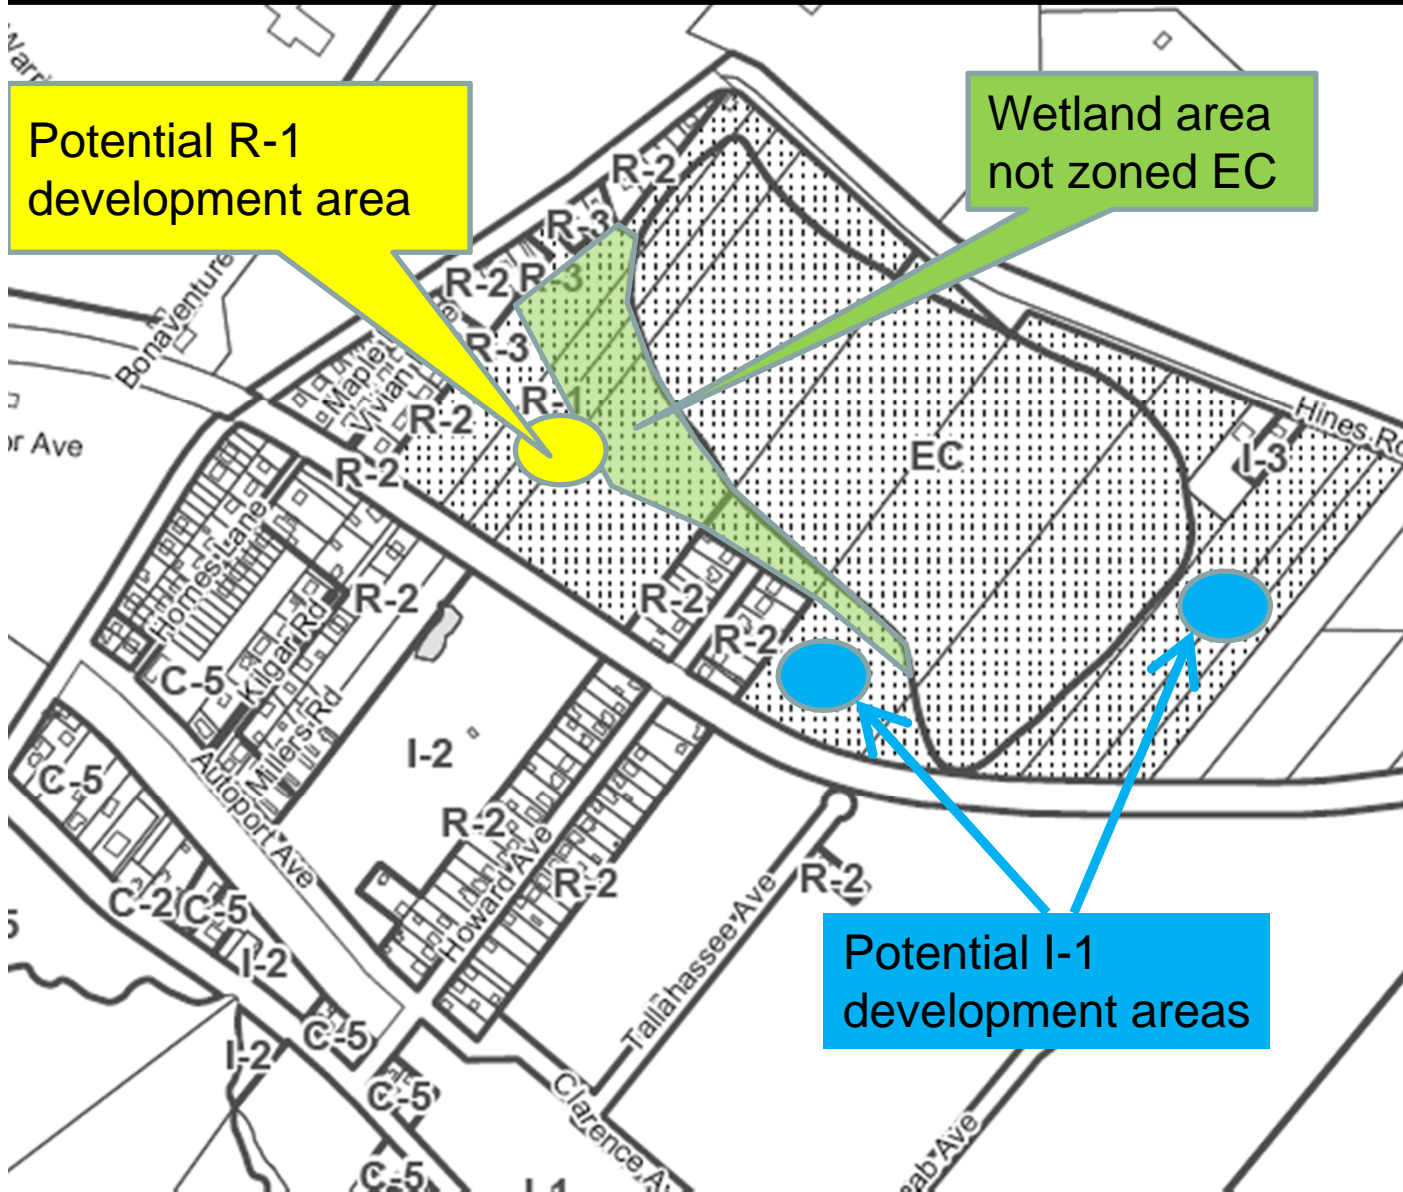 Potential R-1
development area
Wetland area
not zoned EC
Bonaventure
r Ave
R-2
R-3
R-2
R-3
R-3
R-1
Maple
Vivian
R-2
R-2
EC
I-3
Hines Rd
Homes Lane
R-2
C-5
Kilgar Rd
Millers Rd
Autoport Ave
R-2
R-2
I-2
C-5
R-2
Howard Ave
R-2
R-2
C-2
C-5
I-2
C-5
I-2
C-5
C-5
5
Tallahassee Ave
Clarence Av
Potential I-1
development areas
I-1